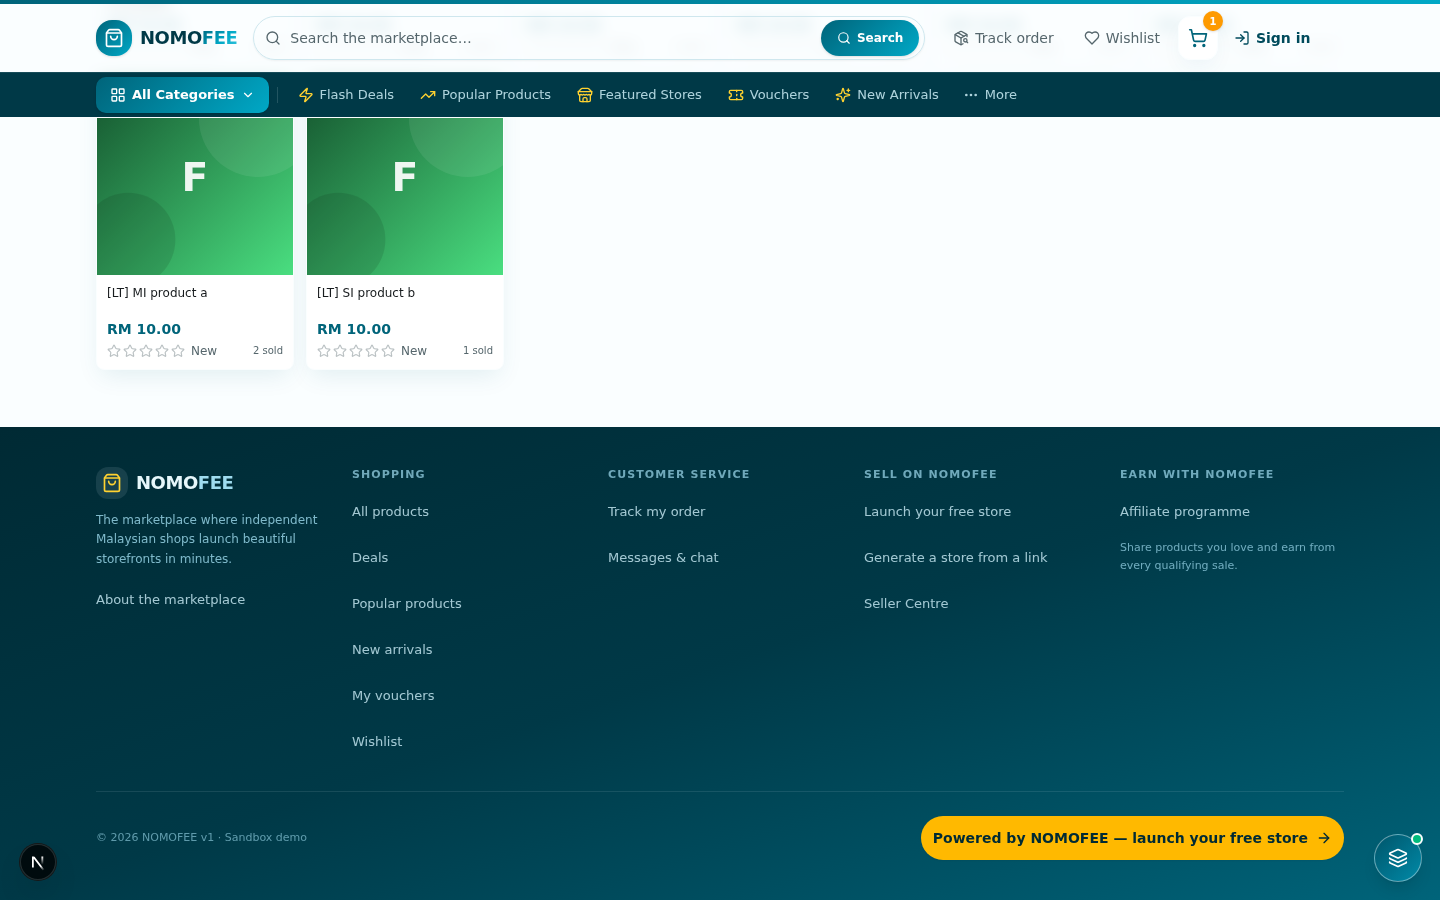 NOMOFEE
Search the marketplace...
Search
Track order
Wishlist
1
Sign in
All Categories
Flash Deals
Popular Products
Featured Stores
Vouchers
New Arrivals
More
F
F
[LT] MI product a
[LT] SI product b
RM 10.00
RM 10.00
New
2 sold
New
1 sold
NOMOFEE
The marketplace where independent
Malaysian shops launch beautiful
storefronts in minutes.
About the marketplace
SHOPPING
All products
Deals
Popular products
New arrivals
My vouchers
Wishlist
CUSTOMER SERVICE
Track my order
Messages & chat
SELL ON NOMOFEE
Launch your free store
Generate a store from a link
Seller Centre
EARN WITH NOMOFEE
Affiliate programme
Share products you love and earn from
every qualifying sale.
© 2026 NOMOFEE v1 · Sandbox demo
Powered by NOMOFEE — launch your free store
N